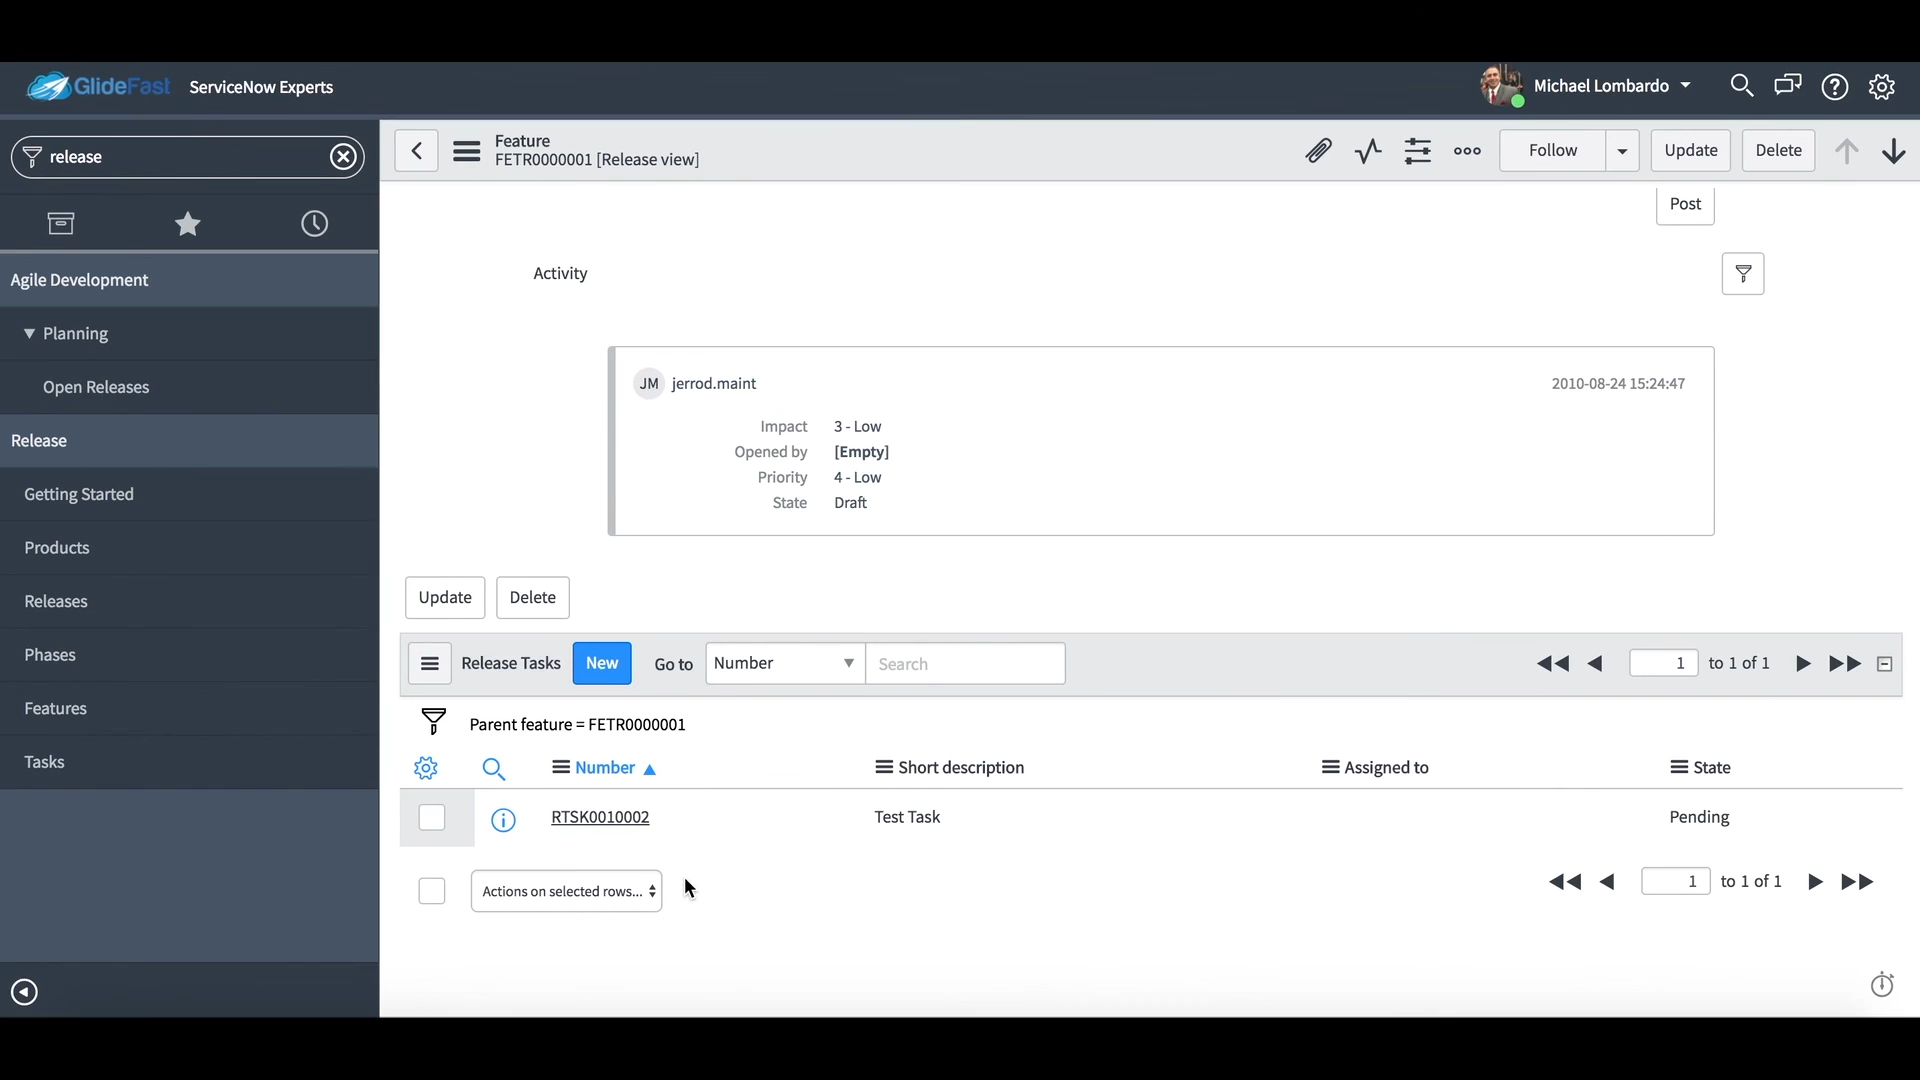 GlideFast ServiceNow Experts
Michael Lombardo
release
Feature
FETR0000001 [Release view]
Follow
Update
Delete
Post
Agile Development
Planning
Open Releases
Release
Getting Started
Products
Releases
Phases
Features
Tasks
Activity
JM jerrod.maint 2010-08-24 15:24:47
Impact 3 - Low
Opened by [Empty]
Priority 4 - Low
State Draft
Update Delete
Release Tasks New Go to Number Search 1 to 1 of 1
Parent feature = FETR0000001
Number Short description Assigned to State
RTSK0010002 Test Task Pending
Actions on selected rows... 1 to 1 of 1